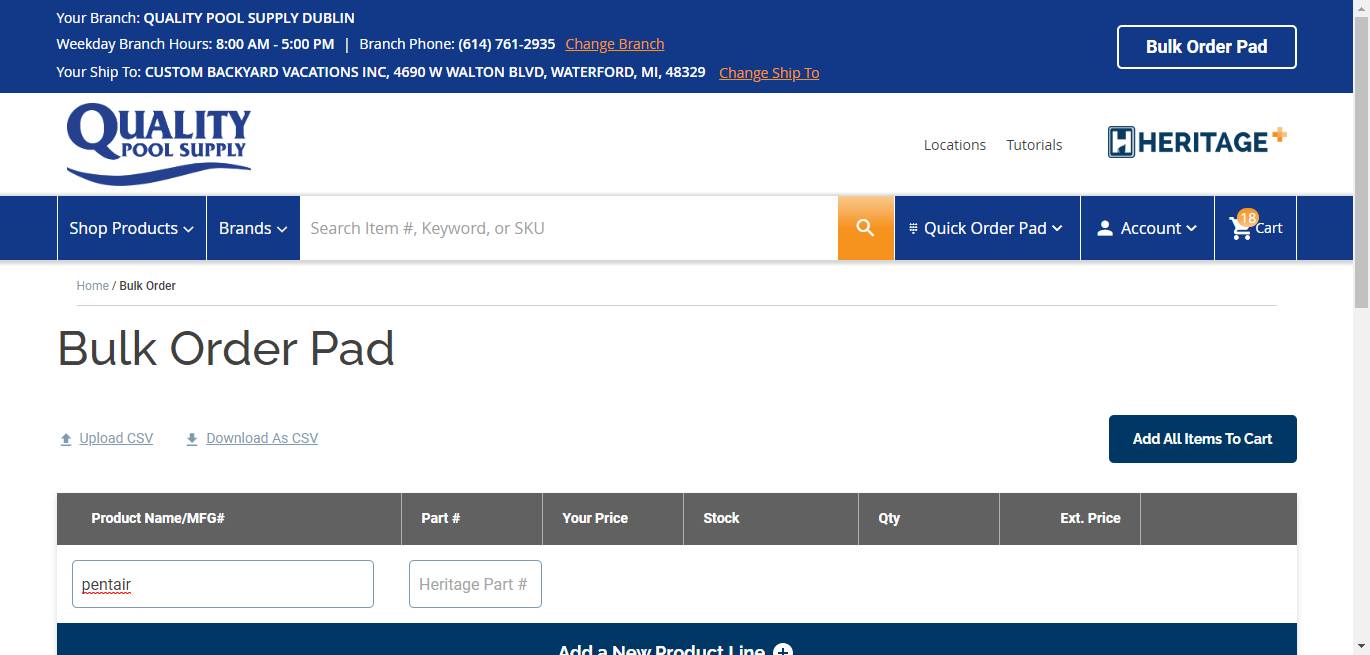 Your Branch: QUALITY POOL SUPPLY DUBLIN
Weekday Branch Hours: 8:00 AM - 5:00 PM | Branch Phone: (614) 761-2935 Change Branch
Your Ship To: CUSTOM BACKYARD VACATIONS INC, 4690 W WALTON BLVD, WATERFORD, MI, 48329 Change Ship To
Bulk Order Pad
QUALITY
POOL SUPPLY
Locations Tutorials
HERITAGE+
Shop Products Brands Search Item #, Keyword, or SKU Quick Order Pad Account 18 Cart
Home / Bulk Order
Bulk Order Pad
Upload CSV Download As CSV Add All Items To Cart
Product Name/MFG# Part # Your Price Stock Qty Ext. Price
pentair Heritage Part #
Add a New Product Line